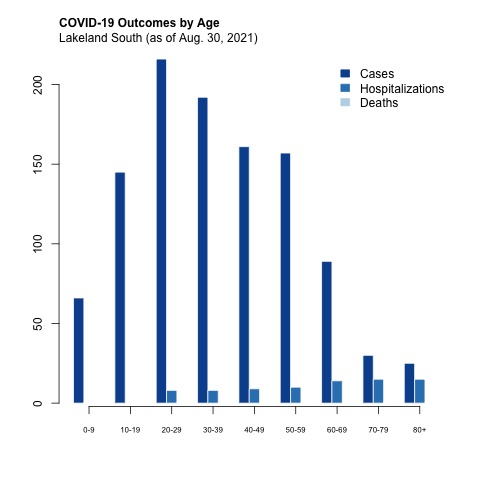 COVID-19 Outcomes by Age
Lakeland South (as of Aug. 30, 2021)
Cases
Hospitalizations
Deaths
200
150
100
50
0
0-9 10-19 20-29 30-39 40-49 50-59 60-69 70-79 80+